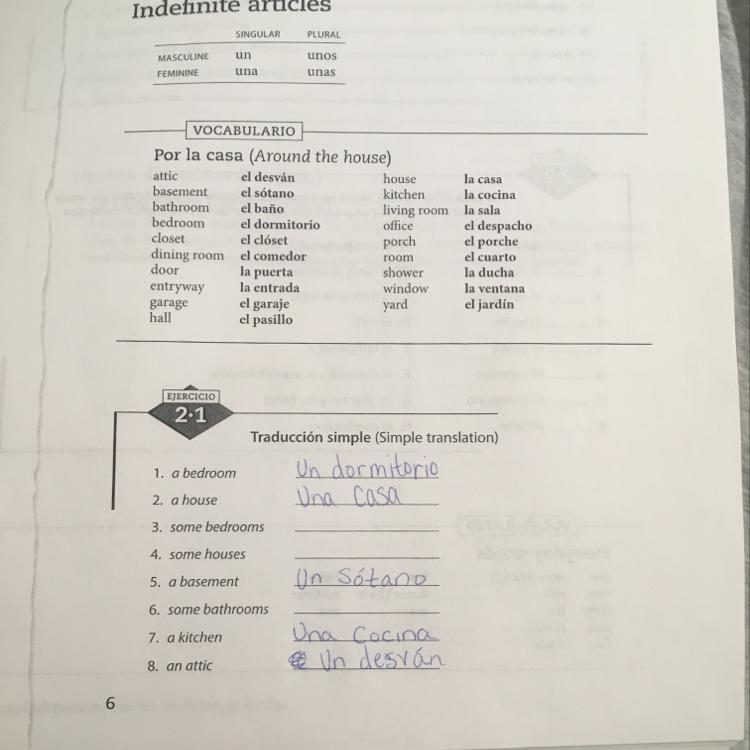 Indefinite articles
SINGULAR PLURAL
MASCULINE un unos
FEMININE una unas
VOCABULARIO
Por la casa (Around the house)
attic el desván house la casa
basement el sótano kitchen la cocina
bathroom el baño living room la sala
bedroom el dormitorio office el despacho
closet el clóset porch el porche
dining room el comedor room el cuarto
door la puerta shower la ducha
entryway la entrada window la ventana
garage el garaje yard el jardín
hall el pasillo
EJERCICIO
2·1
Traducción simple (Simple translation)
1. a bedroom Un dormitorio
2. a house Una Casa
3. some bedrooms
4. some houses
5. a basement Un Sótano
6. some bathrooms
7. a kitchen Una Cocina
8. an attic Un desván
6